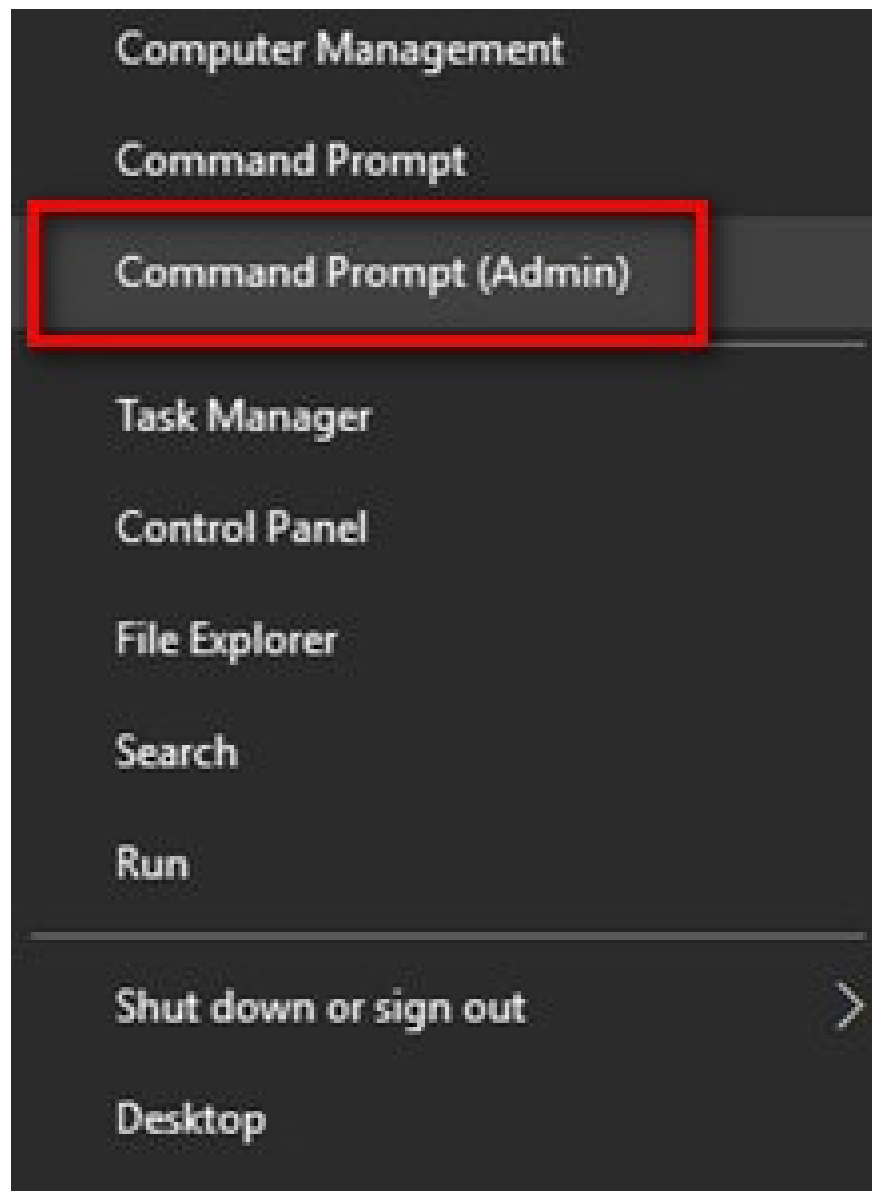 Computer Management
Command Prompt
Command Prompt (Admin)
Task Manager
Control Panel
File Explorer
Search
Run
Shut down or sign out
Desktop